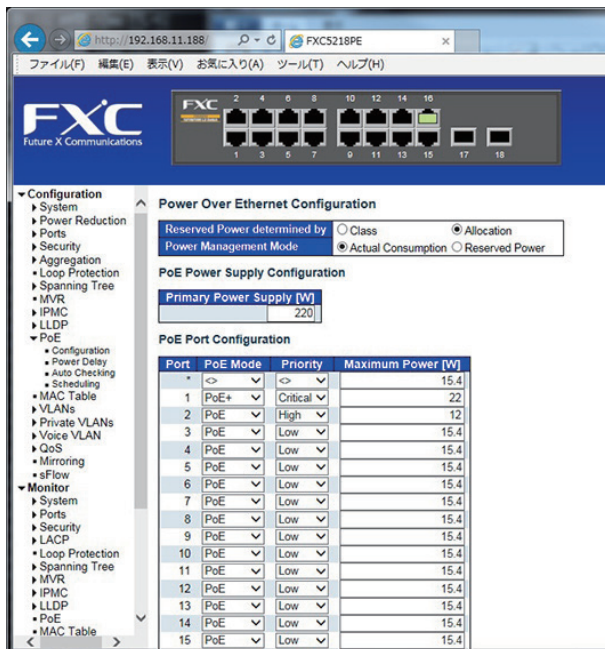 http://192.168.11.188/
FXC5218PE
ファイル(F) 編集(E) 表示(V) お気に入り(A) ツール(T) ヘルプ(H)
FXC
Future X Communications
FXC
2 4 6 8 10 12 14 16
1 3 5 7 9 11 13 15 17 18
Configuration
System
Power Reduction
Ports
Security
Aggregation
Loop Protection
Spanning Tree
MVR
IPMC
LLDP
PoE
Configuration
Power Delay
Auto Checking
Scheduling
MAC Table
VLANs
Private VLANs
Voice VLAN
QoS
Mirroring
sFlow
Monitor
System
Ports
Security
LACP
Loop Protection
Spanning Tree
MVR
IPMC
LLDP
PoE
MAC Table
Power Over Ethernet Configuration
Reserved Power determined by Class Allocation
Power Management Mode Actual Consumption Reserved Power
PoE Power Supply Configuration
Primary Power Supply [W]
220
PoE Port Configuration
Port PoE Mode Priority Maximum Power [W]
* <> <> 15.4
1 PoE+ Critical 22
2 PoE High 12
3 PoE Low 15.4
4 PoE Low 15.4
5 PoE Low 15.4
6 PoE Low 15.4
7 PoE Low 15.4
8 PoE Low 15.4
9 PoE Low 15.4
10 PoE Low 15.4
11 PoE Low 15.4
12 PoE Low 15.4
13 PoE Low 15.4
14 PoE Low 15.4
15 PoE Low 15.4